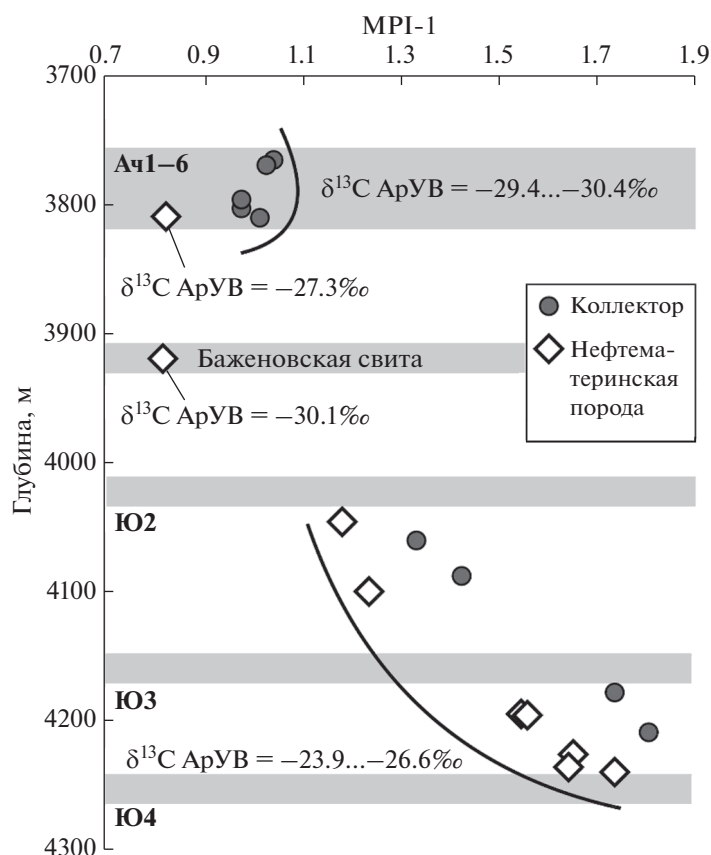 MPI-1
0.7 0.9 1.1 1.3 1.5 1.7 1.9
3700
Ач1–6
δ¹³C АрУВ = –29.4...–30.4‰
3800
δ¹³C АрУВ = –27.3‰
Коллектор
3900
Баженовская свита
Нефтема-
теринская
порода
δ¹³C АрУВ = –30.1‰
Глубина, м
4000
Ю2
4100
Ю3
4200
δ¹³C АрУВ = –23.9...–26.6‰
Ю4
4300